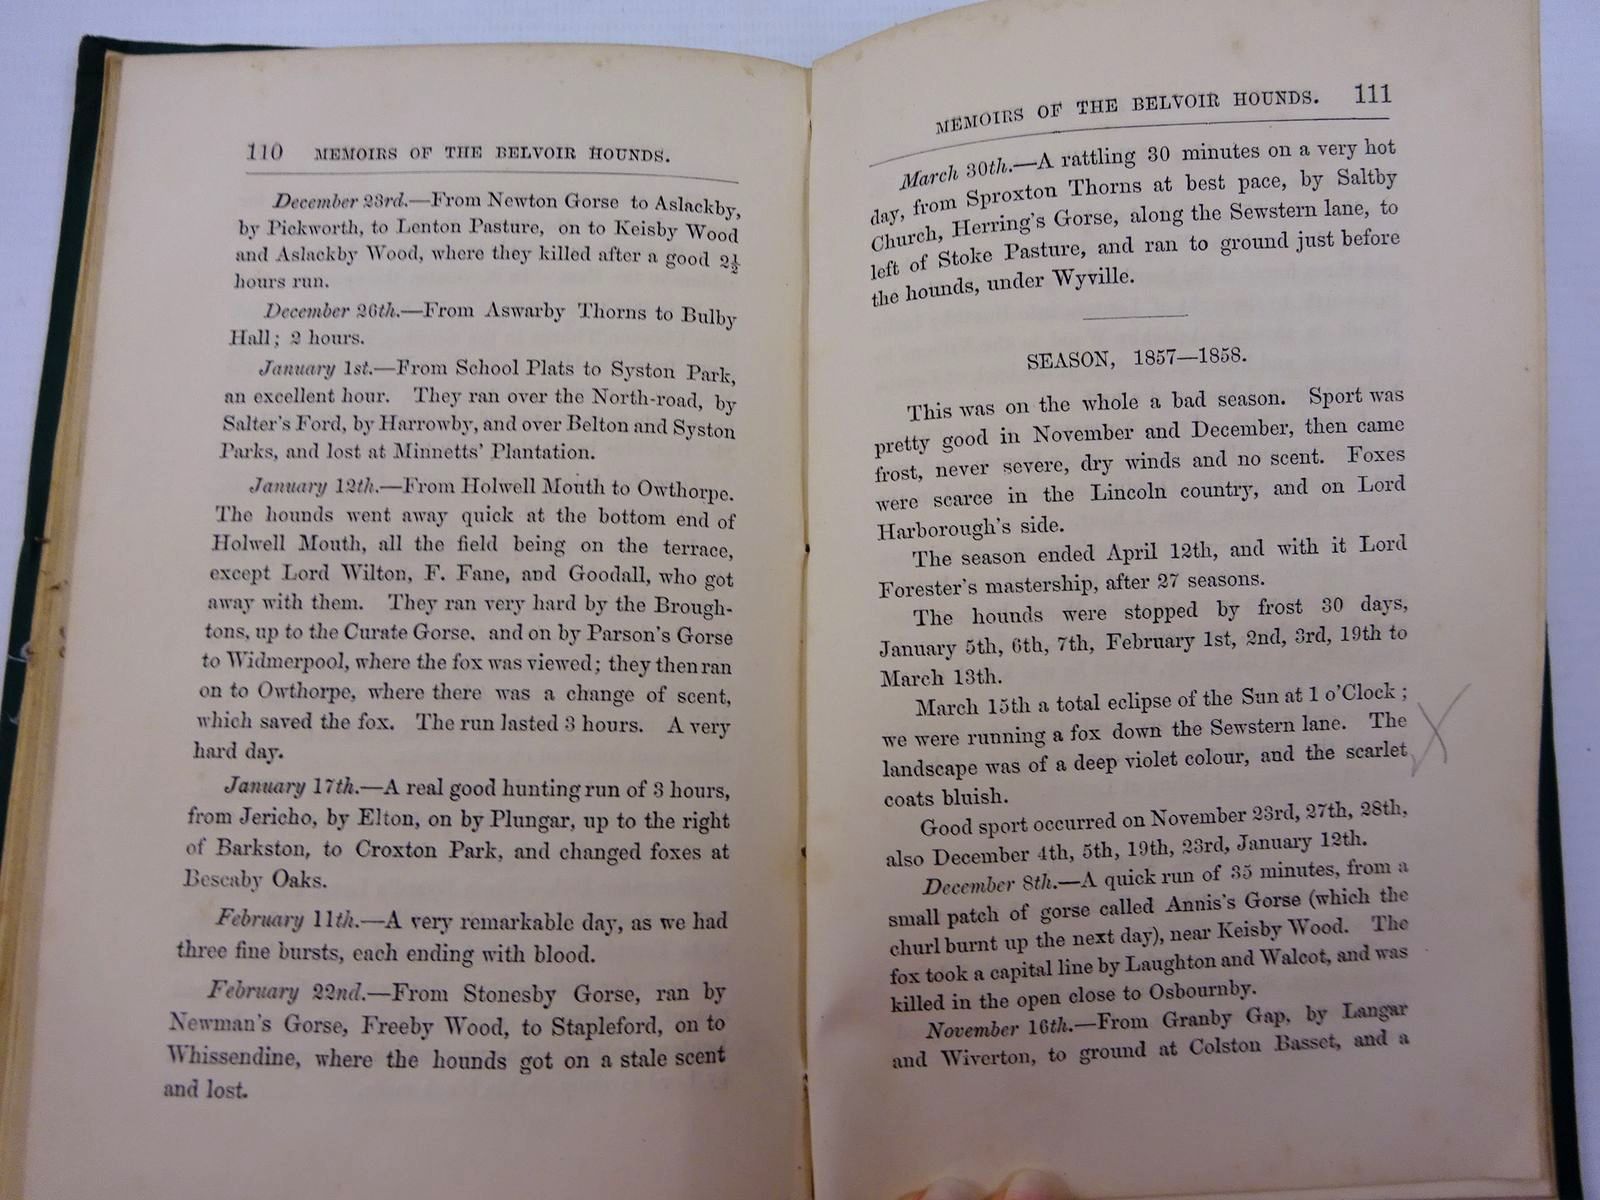 110 MEMOIRS OF THE BELVOIR HOUNDS.
December 23rd.—From Newton Gorse to Aslackby,
by Pickworth, to Lenton Pasture, on to Keisby Wood
and Aslackby Wood, where they killed after a good 2½
hours run.
December 26th.—From Aswarby Thorns to Bulby
Hall; 2 hours.
January 1st.—From School Plats to Syston Park,
an excellent hour. They ran over the North-road, by
Salter's Ford, by Harrowby, and over Belton and Syston
Parks, and lost at Minnetts' Plantation.
January 12th.—From Holwell Mouth to Owthorpe.
The hounds went away quick at the bottom end of
Holwell Mouth, all the field being on the terrace,
except Lord Wilton, F. Fane, and Goodall, who got
away with them. They ran very hard by the Brough-
tons, up to the Curate Gorse, and on by Parson's Gorse
to Widmerpool, where the fox was viewed; they then ran
on to Owthorpe, where there was a change of scent,
which saved the fox. The run lasted 3 hours. A very
hard day.
January 17th.—A real good hunting run of 3 hours,
from Jericho, by Elton, on by Plungar, up to the right
of Barkston, to Croxton Park, and changed foxes at
Bescaby Oaks.
February 11th.—A very remarkable day, as we had
three fine bursts, each ending with blood.
February 22nd.—From Stonesby Gorse, ran by
Newman's Gorse, Freeby Wood, to Stapleford, on to
Whissendine, where the hounds got on a stale scent
and lost.
MEMOIRS OF THE BELVOIR HOUNDS. 111
March 30th.—A rattling 30 minutes on a very hot
day, from Sproxton Thorns at best pace, by Saltby
Church, Herring's Gorse, along the Sewstern lane, to
left of Stoke Pasture, and ran to ground just before
the hounds, under Wyville.
SEASON, 1857—1858.
This was on the whole a bad season. Sport was
pretty good in November and December, then came
frost, never severe, dry winds and no scent. Foxes
were scarce in the Lincoln country, and on Lord
Harborough's side.
The season ended April 12th, and with it Lord
Forester's mastership, after 27 seasons.
The hounds were stopped by frost 30 days,
January 5th, 6th, 7th, February 1st, 2nd, 3rd, 19th to
March 13th.
March 15th a total eclipse of the Sun at 1 o'Clock;
we were running a fox down the Sewstern lane. The
landscape was of a deep violet colour, and the scarlet
coats bluish.
Good sport occurred on November 23rd, 27th, 28th,
also December 4th, 5th, 19th, 23rd, January 12th.
December 8th.—A quick run of 35 minutes, from a
small patch of gorse called Annis's Gorse (which the
churl burnt up the next day), near Keisby Wood. The
fox took a capital line by Laughton and Walcot, and was
killed in the open close to Osbournby.
November 16th.—From Granby Gap, by Langar
and Wiverton, to ground at Colston Basset, and a